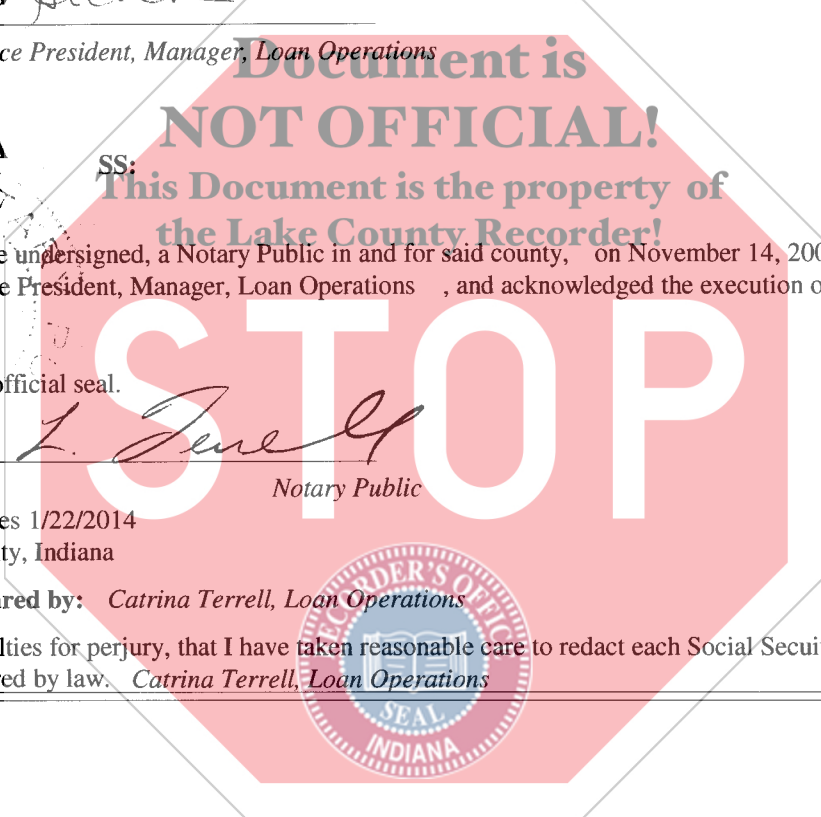 ce President, Manager, Loan Operations
Document is
NOT OFFICIAL!
SS:
This Document is the property of
the Lake County Recorder!
e undersigned, a Notary Public in and for said county, on November 14, 200
e President, Manager, Loan Operations , and acknowledged the execution o
STOP
official seal.
L. Terrell
Notary Public
es 1/22/2014
ty, Indiana
ared by: Catrina Terrell, Loan Operations
RECORDER'S OFFICE
lties for perjury, that I have taken reasonable care to redact each Social Secui
ed by law. Catrina Terrell, Loan Operations
SEAL
INDIANA